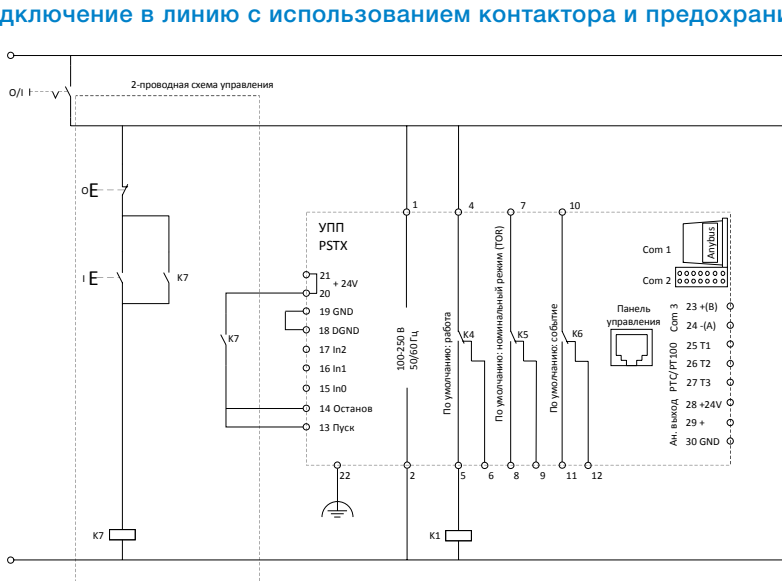 дключение в линию с использованием контактора и предохрани
O/I
2-проводная схема управления
O E
I E
K7
K7
K7
УПП
PSTX
21
+ 24V
20
19 GND
18 DGND
17 In2
16 In1
15 In0
14 Останов
13 Пуск
22
1
100-250 В
50/60 Гц
2
4
По умолчанию: работа
K4
5
6
K1
7
По умолчанию: номинальный режим (TOR)
K5
8
9
10
По умолчанию: событие
K6
11
12
Com 1
Anybus
Com 2
Панель
управления
Com 3
23 +(B)
24 -(A)
PTC/PT100
25 T1
26 T2
27 T3
Ан. выход
28 +24V
29 +
30 GND